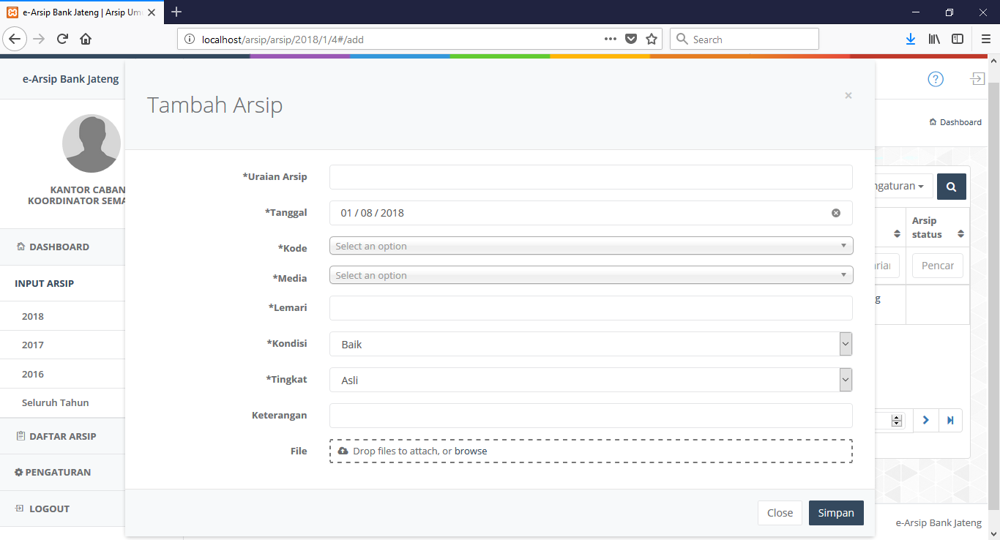 e-Arsip Bank Jateng | Arsip Um
localhost/arsip/arsip/2018/1/4#/add
Search
e-Arsip Bank Jateng
Tambah Arsip
×
Dashboard
KANTOR CABAN
KOORDINATOR SEMA
DASHBOARD
INPUT ARSIP
2018
2017
2016
Seluruh Tahun
DAFTAR ARSIP
PENGATURAN
LOGOUT
*Uraian Arsip
*Tanggal
01 / 08 / 2018
*Kode
Select an option
*Media
Select an option
*Lemari
*Kondisi
Baik
*Tingkat
Asli
Keterangan
File
Drop files to attach, or browse
Close
Simpan
ngaturan
Arsip
status
Pencar
g
e-Arsip Bank Jateng